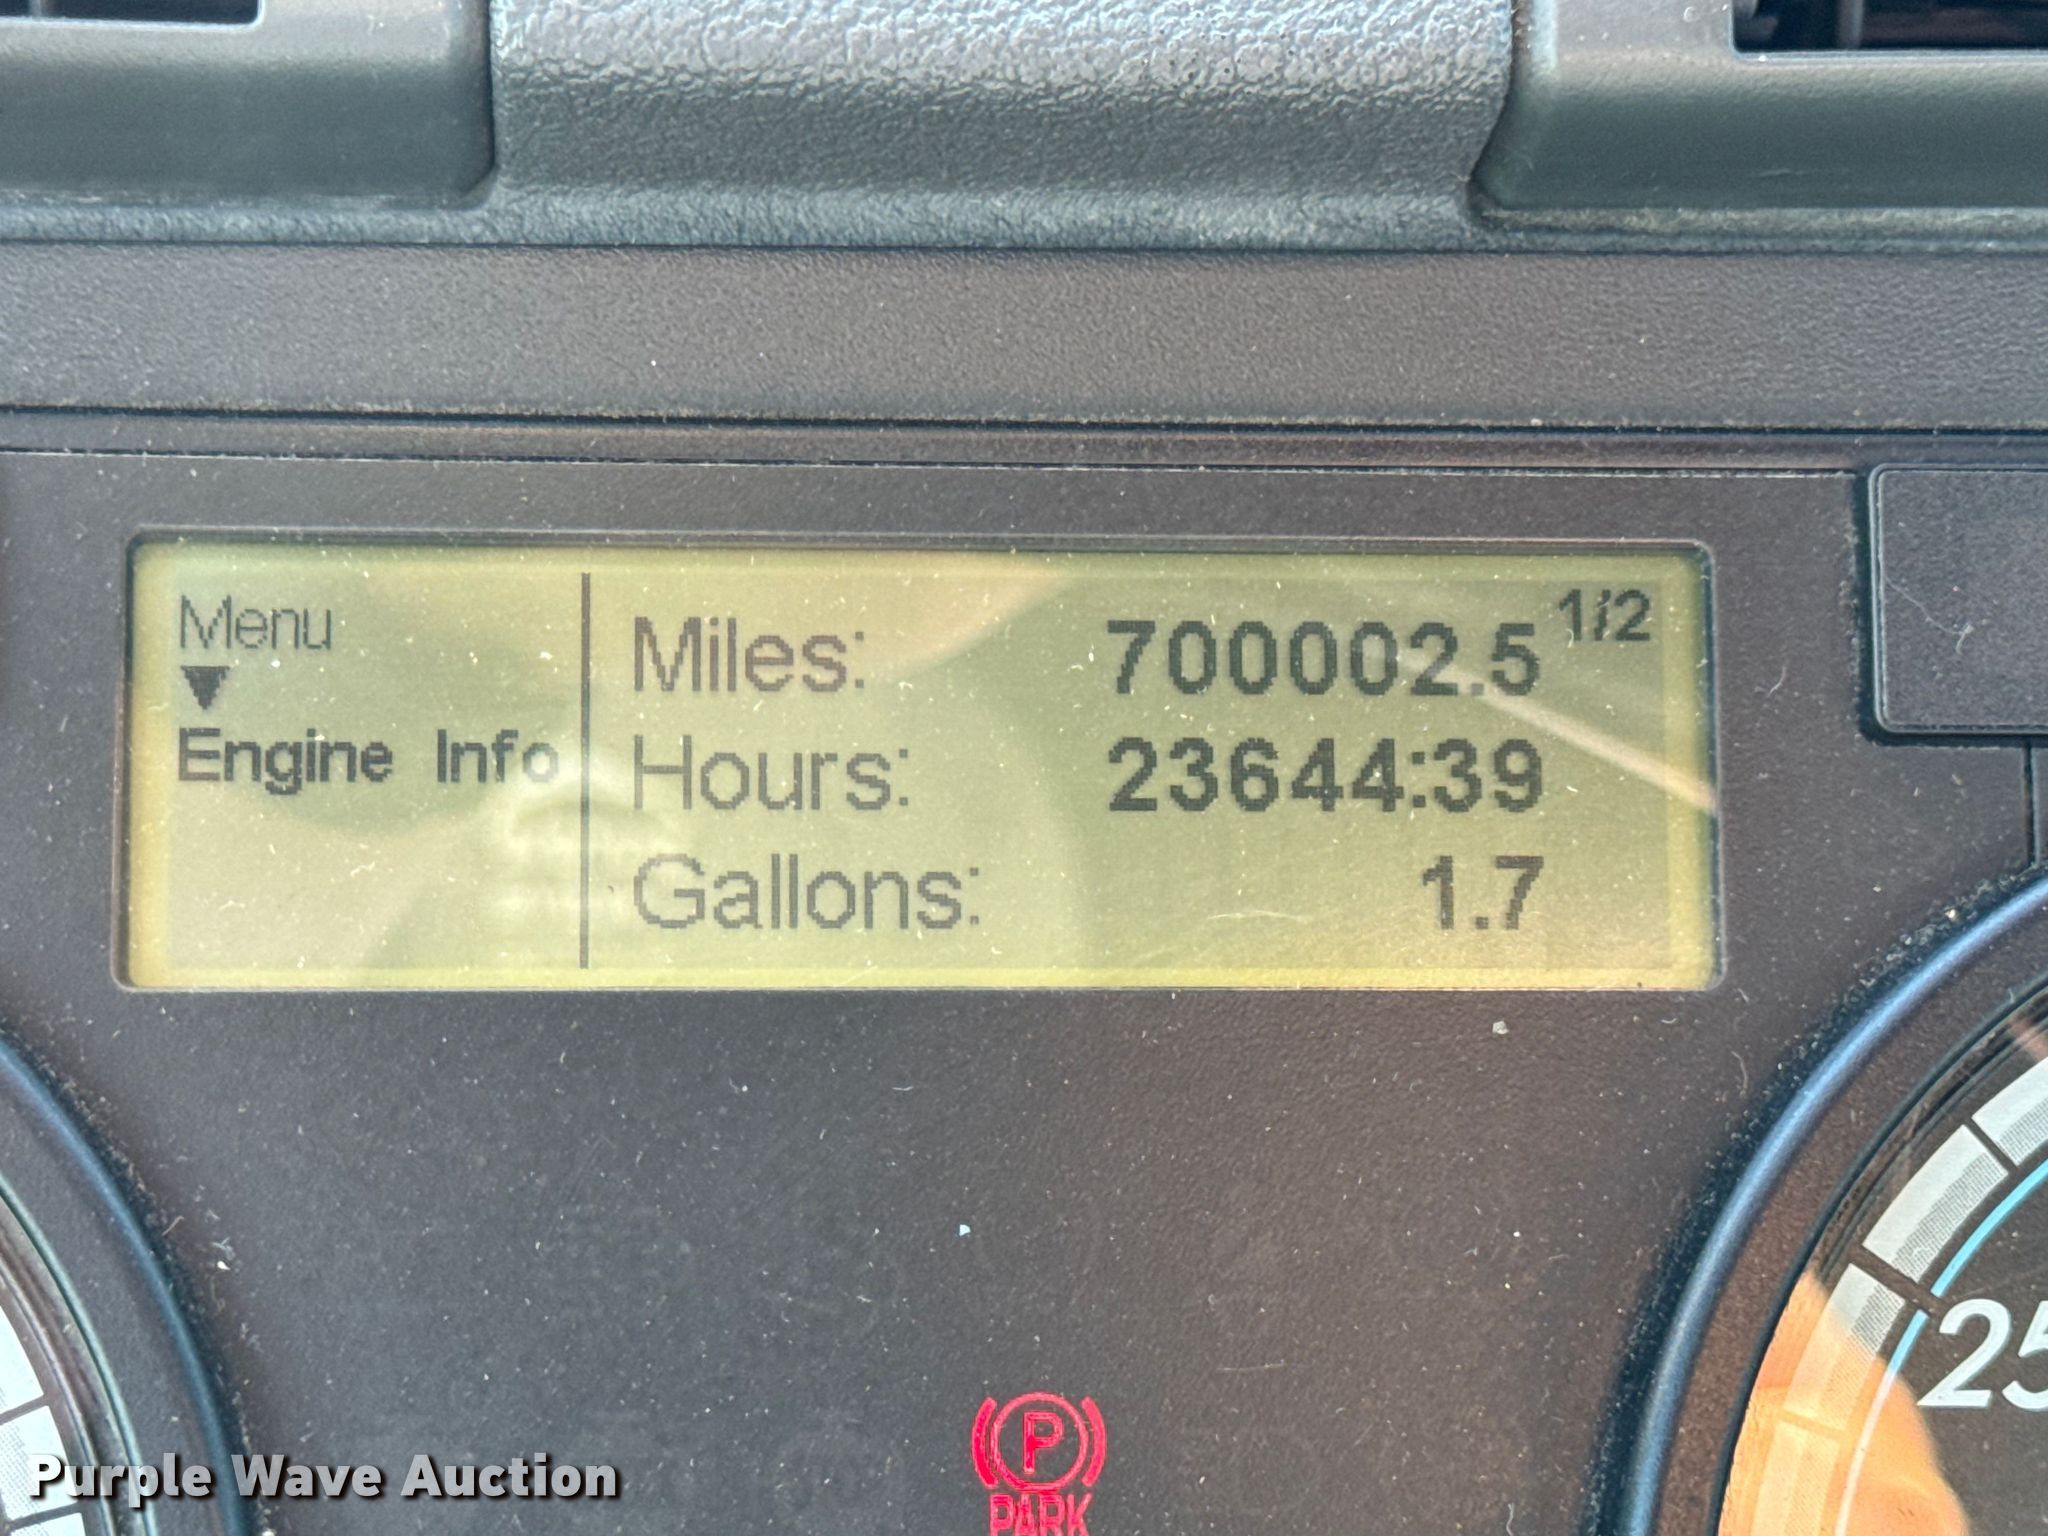 Menu
Engine Info
Miles: 700002.5 1/2
Hours: 23644:39
Gallons: 1.7
25
P
PARK
Purple Wave Auction